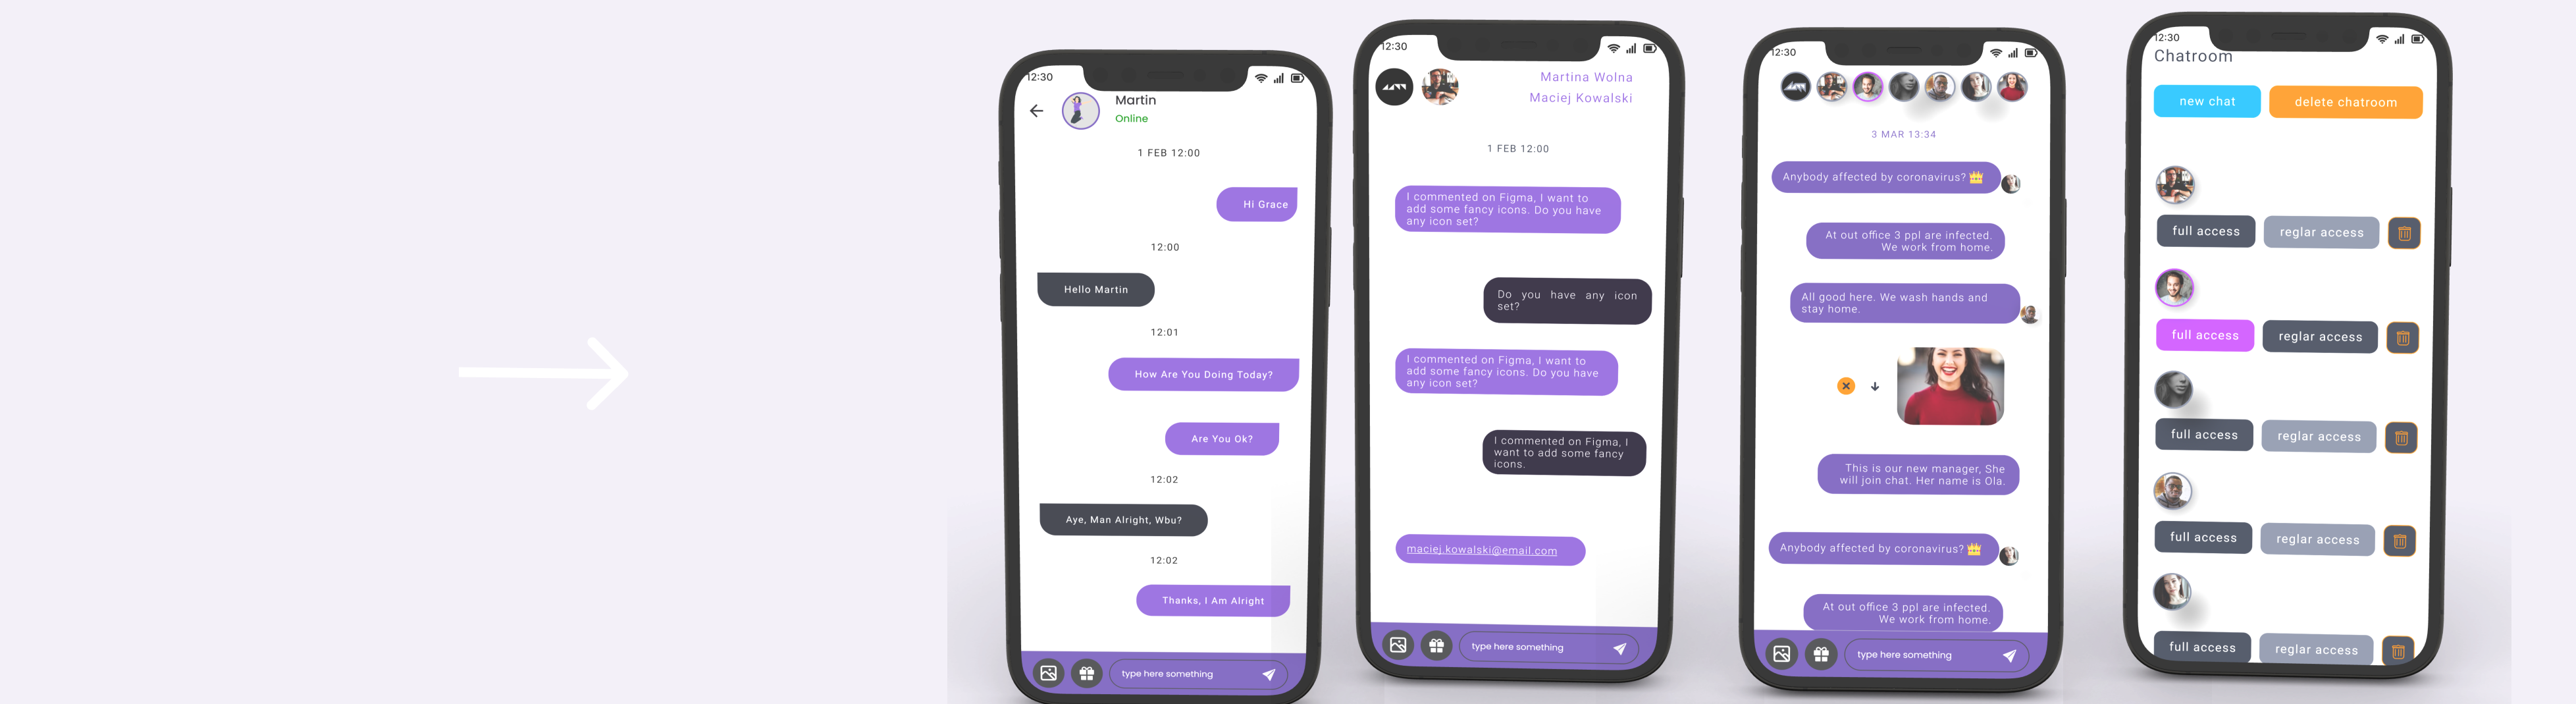 12:30
Martin
Online
1 FEB 12:00
Hi Grace
12:00
Hello Martin
12:01
How Are You Doing Today?
Are You Ok?
12:02
Aye, Man Alright, Wbu?
12:02
Thanks, I Am Alright
type here something
12:30
Martina Wolna
Maciej Kowalski
1 FEB 12:00
I commented on Figma, I want to
add some fancy icons. Do you have
any icon set?
Do you have any icon
set?
I commented on Figma, I want to
add some fancy icons. Do you have
any icon set?
I commented on Figma, I
want to add some fancy
icons.
maciej.kowalski@email.com
type here something
12:30
3 MAR 13:34
Anybody affected by coronavirus?
At out office 3 ppl are infected.
We work from home.
All good here. We wash hands and
stay home.
This is our new manager, She
will join chat. Her name is Ola.
Anybody affected by coronavirus?
At out office 3 ppl are infected.
We work from home.
type here something
12:30
Chatroom
new chat
delete chatroom
full access
reglar access
full access
reglar access
full access
reglar access
full access
reglar access
full access
reglar access